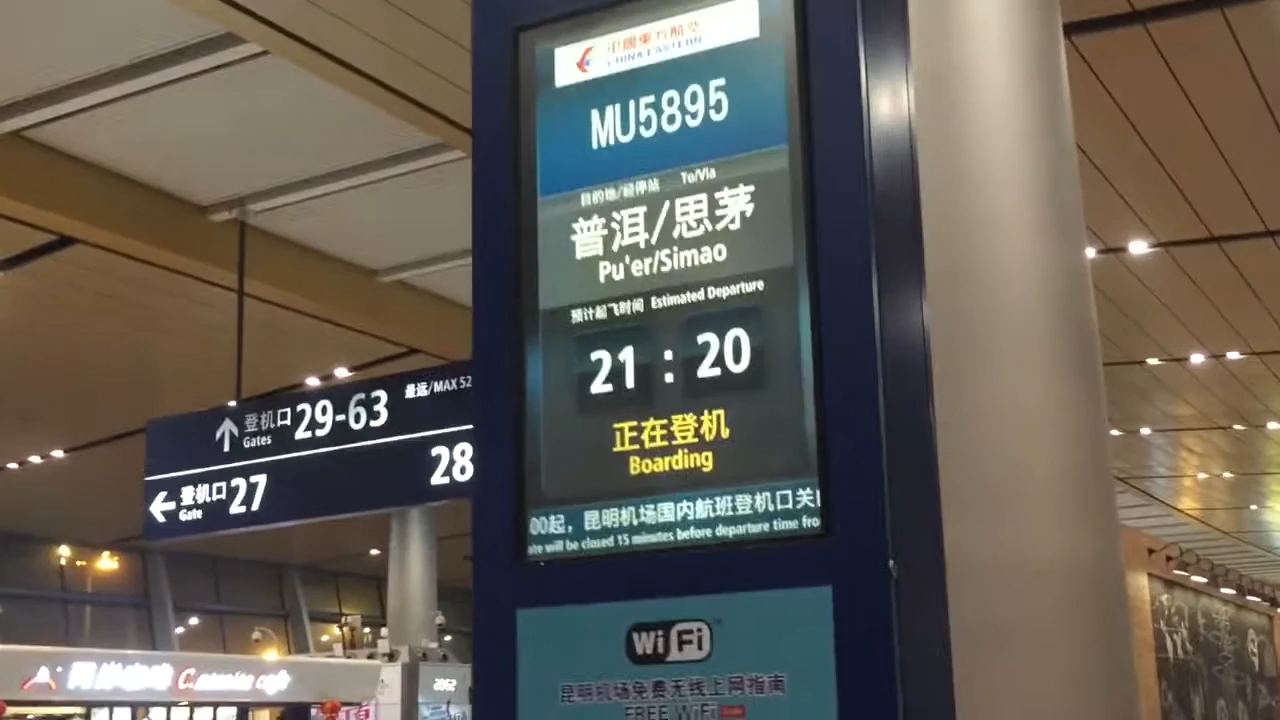 中國東方航空
CHINA EASTERN
MU5895
目的地/经停站 To/Via
普洱/思茅
Pu'er/Simao
预计起飞时间 Estimated Departure
21:20
正在登机
Boarding
00起，昆明机场国内航班登机口关
ate will be closed 15 minutes before departure time fro
登机口 29-63 最远/MAX 52
Gates
登机口 27 28
Gate
WiFi
昆明机场免费无线上网指南
FREE WiFi